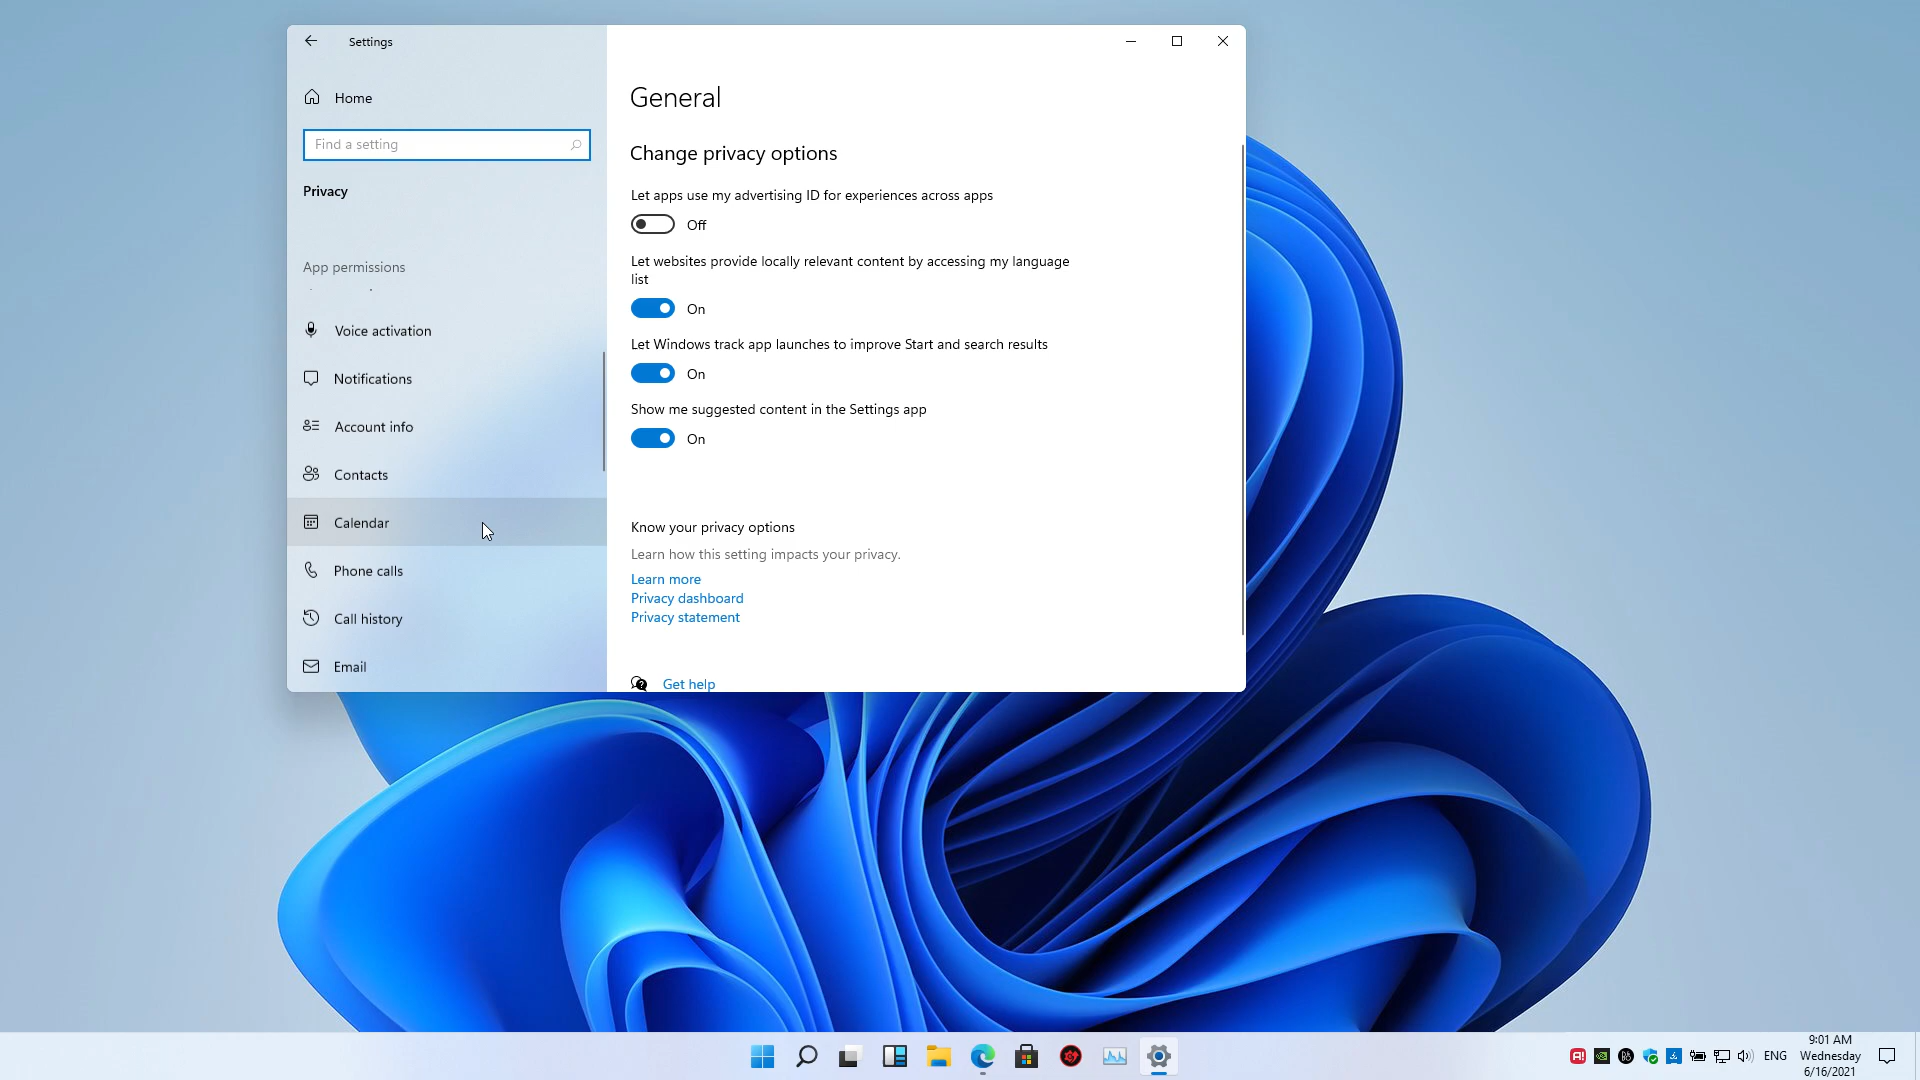 Settings
Home
Find a setting
Privacy
App permissions
Voice activation
Notifications
Account info
Contacts
Calendar
Phone calls
Call history
Email
General
Change privacy options
Let apps use my advertising ID for experiences across apps
Off
Let websites provide locally relevant content by accessing my language
list
On
Let Windows track app launches to improve Start and search results
On
Show me suggested content in the Settings app
On
Know your privacy options
Learn how this setting impacts your privacy.
Learn more
Privacy dashboard
Privacy statement
Get help
ENG
9:01 AM
Wednesday
6/16/2021